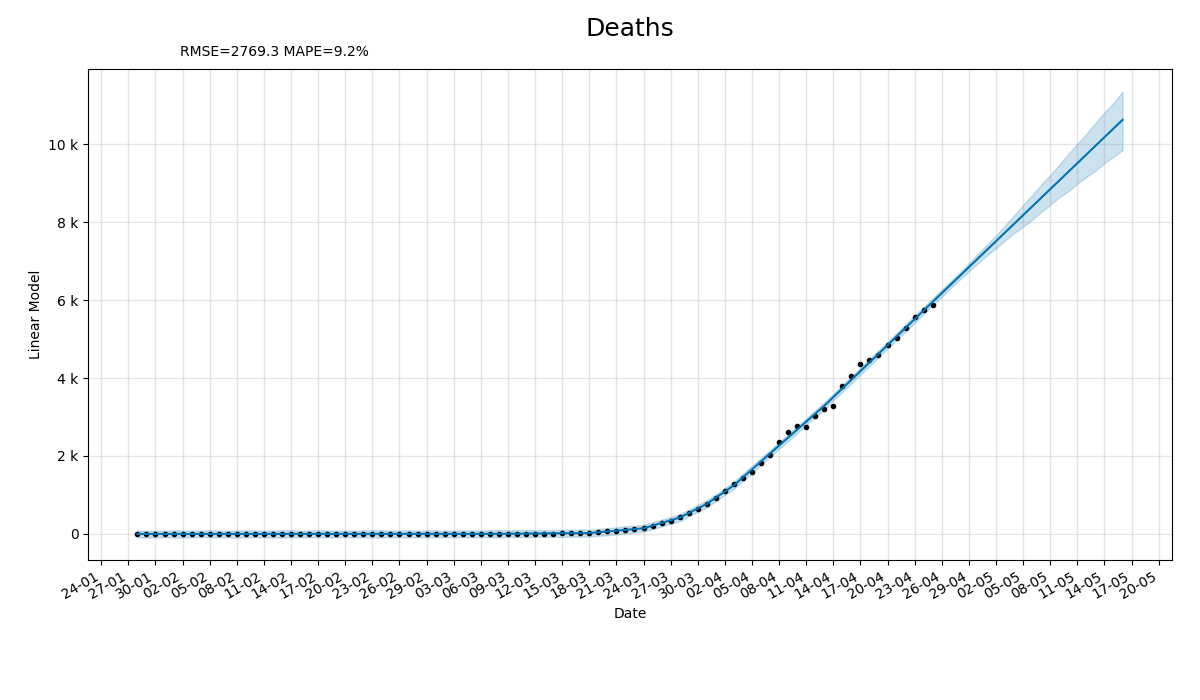 Deaths
RMSE=2769.3 MAPE=9.2%
Linear Model
10 k
8 k
6 k
4 k
2 k
0
24-01 27-01 30-01 02-02 05-02 08-02 11-02 14-02 17-02 20-02 23-02 26-02 29-02 03-03 06-03 09-03 12-03 15-03 18-03 21-03 24-03 27-03 30-03 02-04 05-04 08-04 11-04 14-04 17-04 20-04 23-04 26-04 29-04 02-05 05-05 08-05 11-05 14-05 17-05 20-05
Date